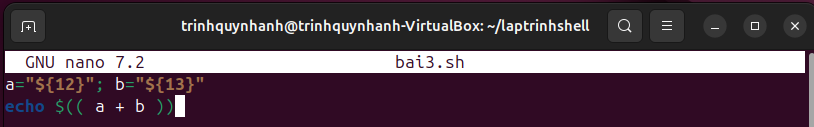 trinhquynhanh@trinhquynhanh-VirtualBox: ~/laptrinhshell
GNU nano 7.2 bai3.sh
a="${12}"; b="${13}"
echo $(( a + b ))